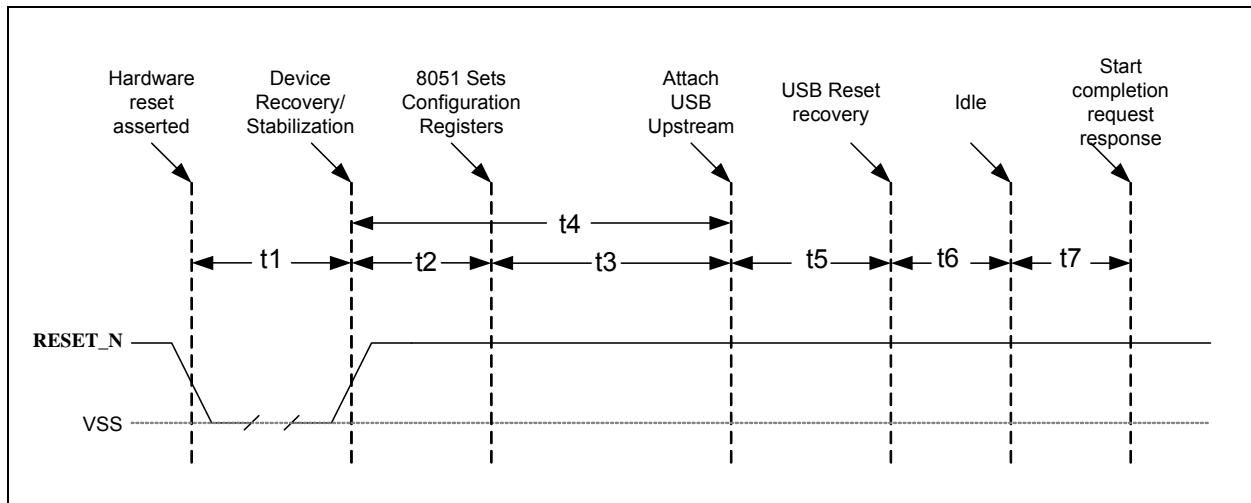 Hardware
reset
asserted
Device
Recovery/
Stabilization
8051 Sets
Configuration
Registers
Attach
USB
Upstream
USB Reset
recovery
Idle
Start
completion
request
response
t4
t1
t2
t3
t5
t6
t7
RESET_N
VSS